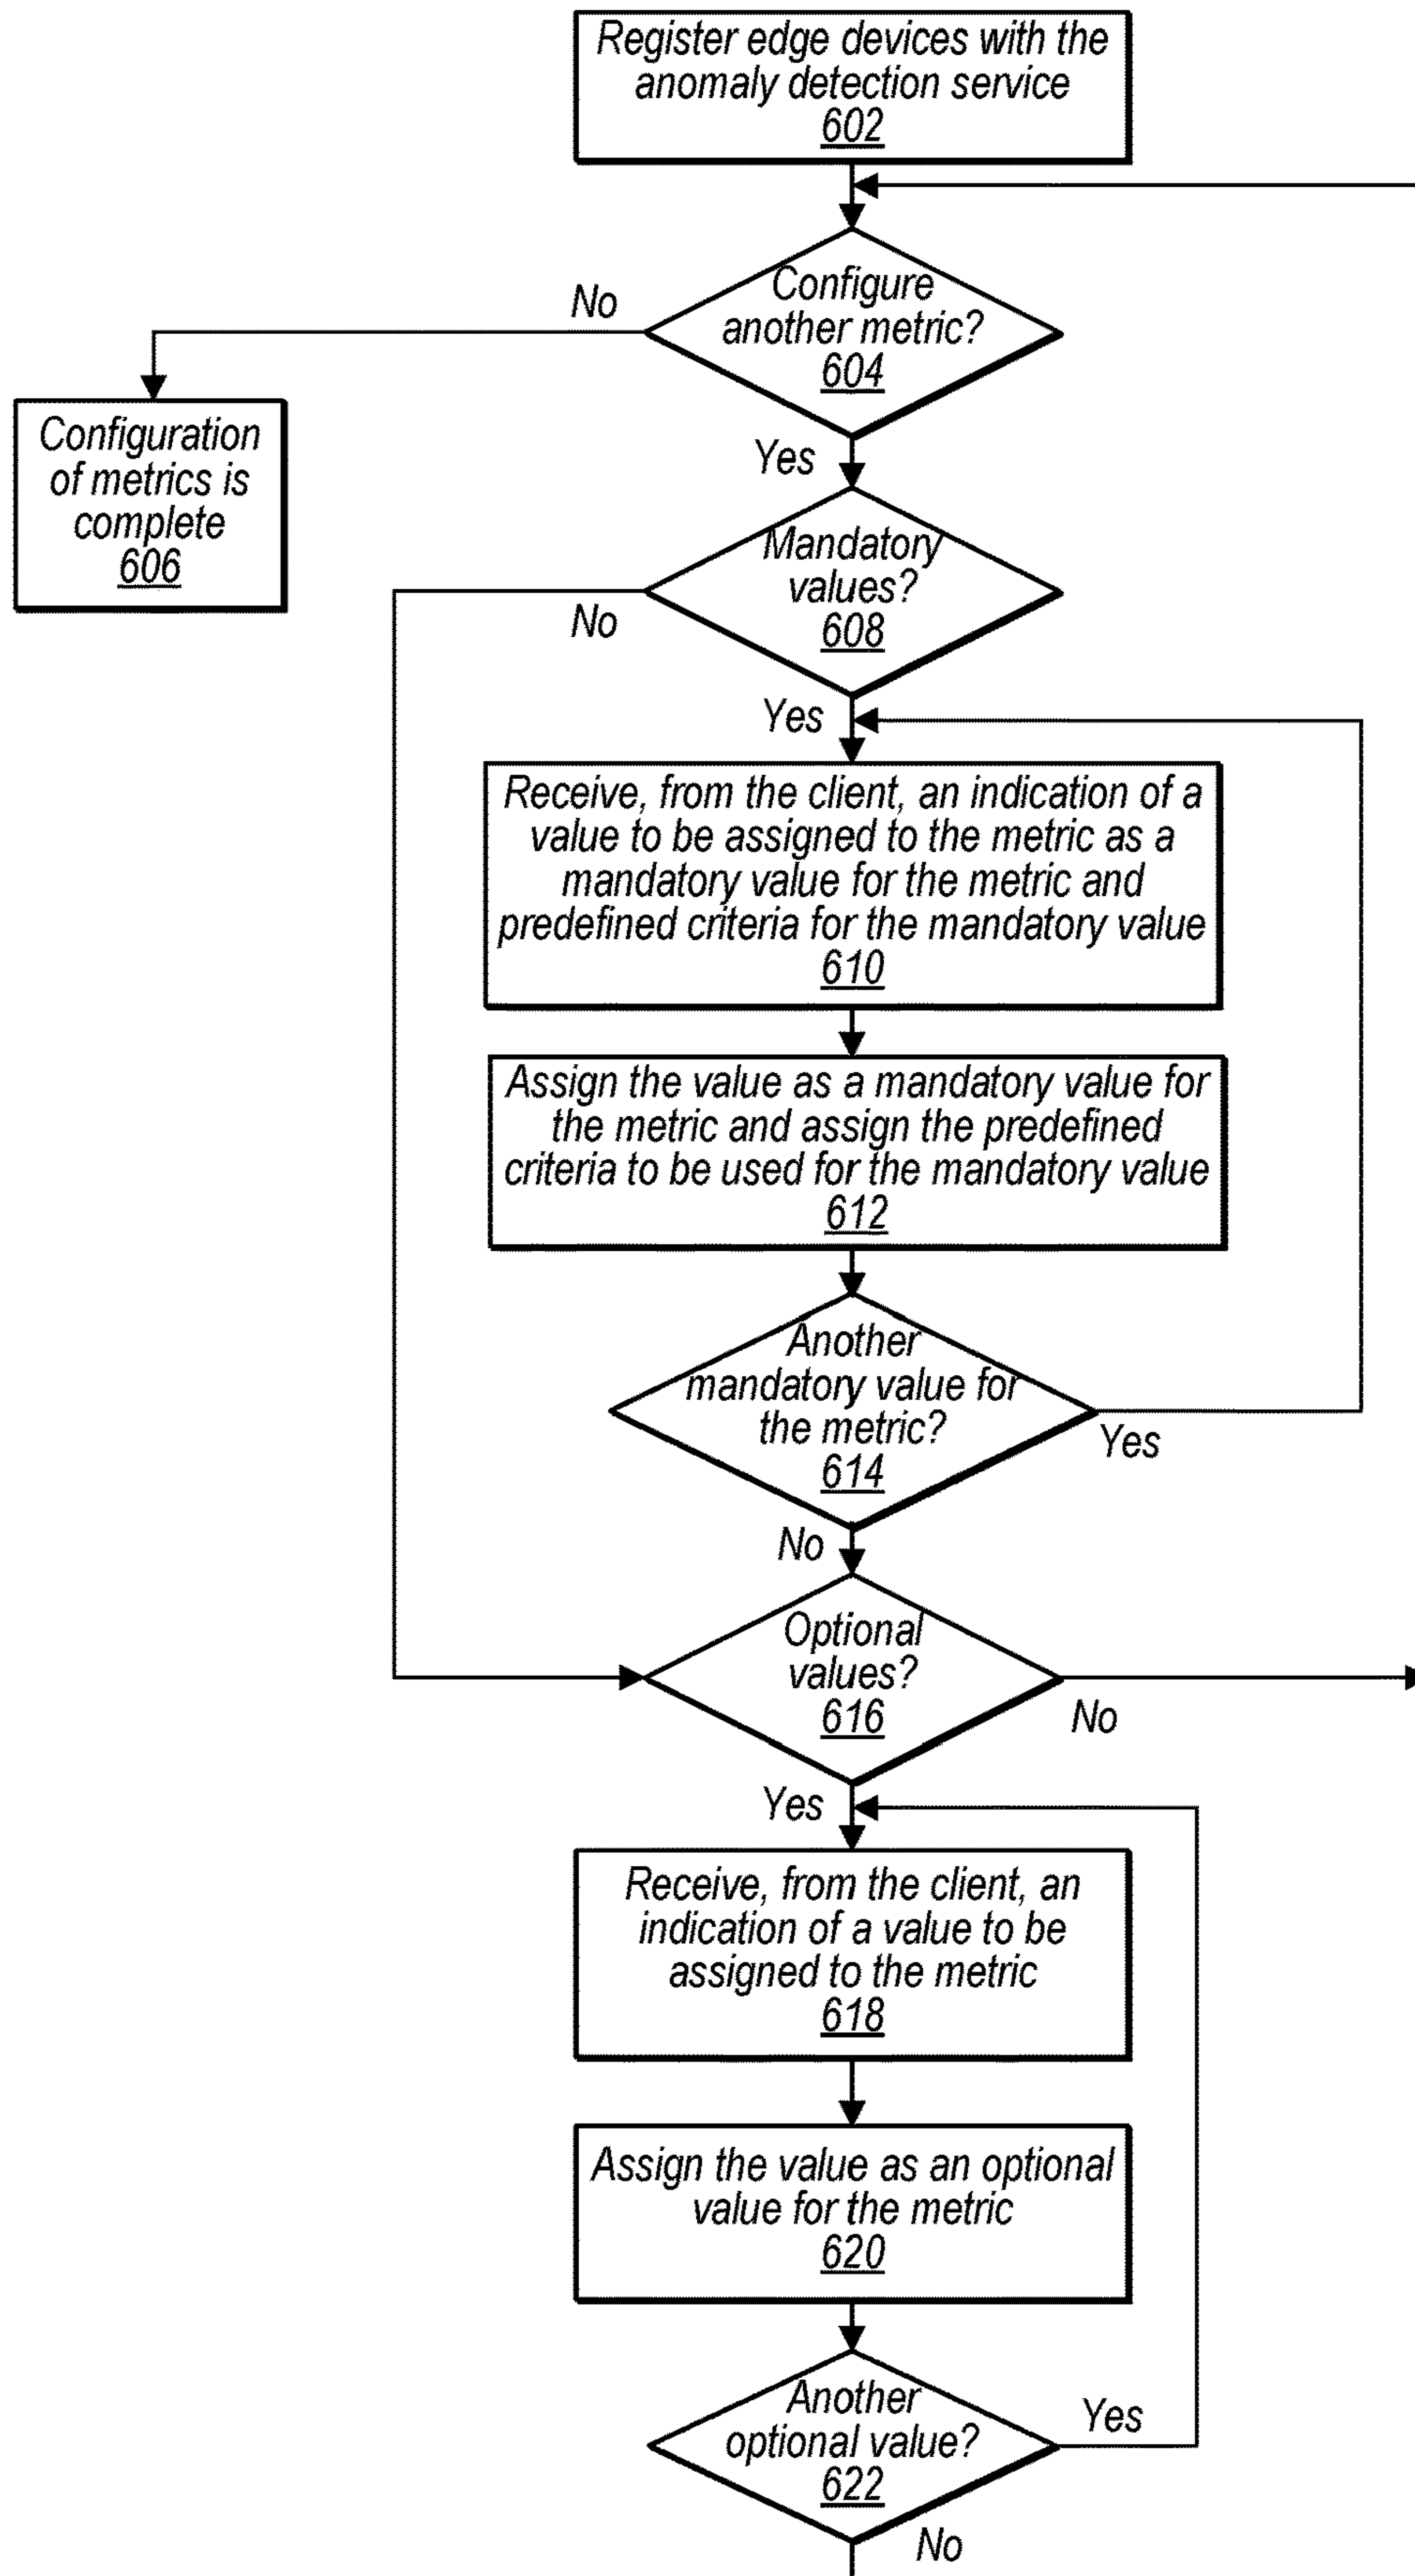 Register edge devices with the
anomaly detection service
602
Configure
another metric?
604
No
Yes
Configuration
of metrics is
complete
606
Mandatory
values?
608
No
Yes
Receive, from the client, an indication of a
value to be assigned to the metric as a
mandatory value for the metric and
predefined criteria for the mandatory value
610
Assign the value as a mandatory value for
the metric and assign the predefined
criteria to be used for the mandatory value
612
Another
mandatory value for
the metric?
614
Yes
No
Optional
values?
616
No
Yes
Receive, from the client, an
indication of a value to be
assigned to the metric
618
Assign the value as an optional
value for the metric
620
Another
optional value?
622
Yes
No